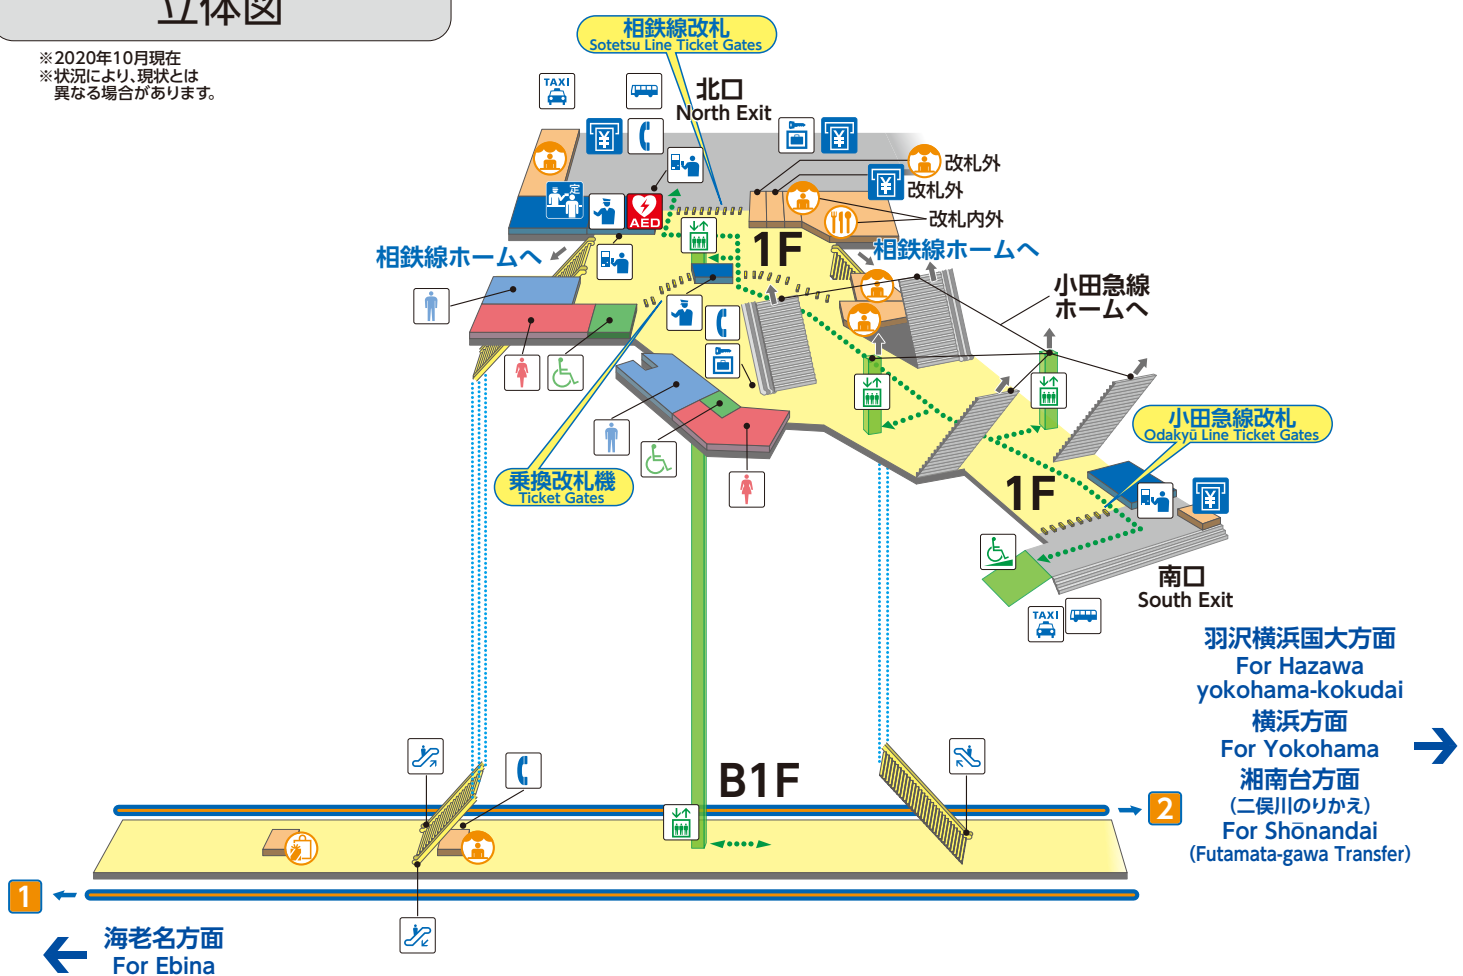 立体図
※2020年10月現在
※状況により、現状とは
異なる場合があります。
相鉄線改札
Sotetsu Line Ticket Gates
TAXI
北口
North Exit
改札外
改札外
改札内外
定
AED
1F
相鉄線ホームへ
相鉄線ホームへ
小田急線
ホームへ
小田急線改札
Odakyū Line Ticket Gates
乗換改札機
Ticket Gates
1F
南口
South Exit
TAXI
羽沢横浜国大方面
For Hazawa
yokohama-kokudai
横浜方面
For Yokohama
湘南台方面
(二俣川のりかえ)
For Shōnandai
(Futamata-gawa Transfer)
B1F
2
1
海老名方面
For Ebina